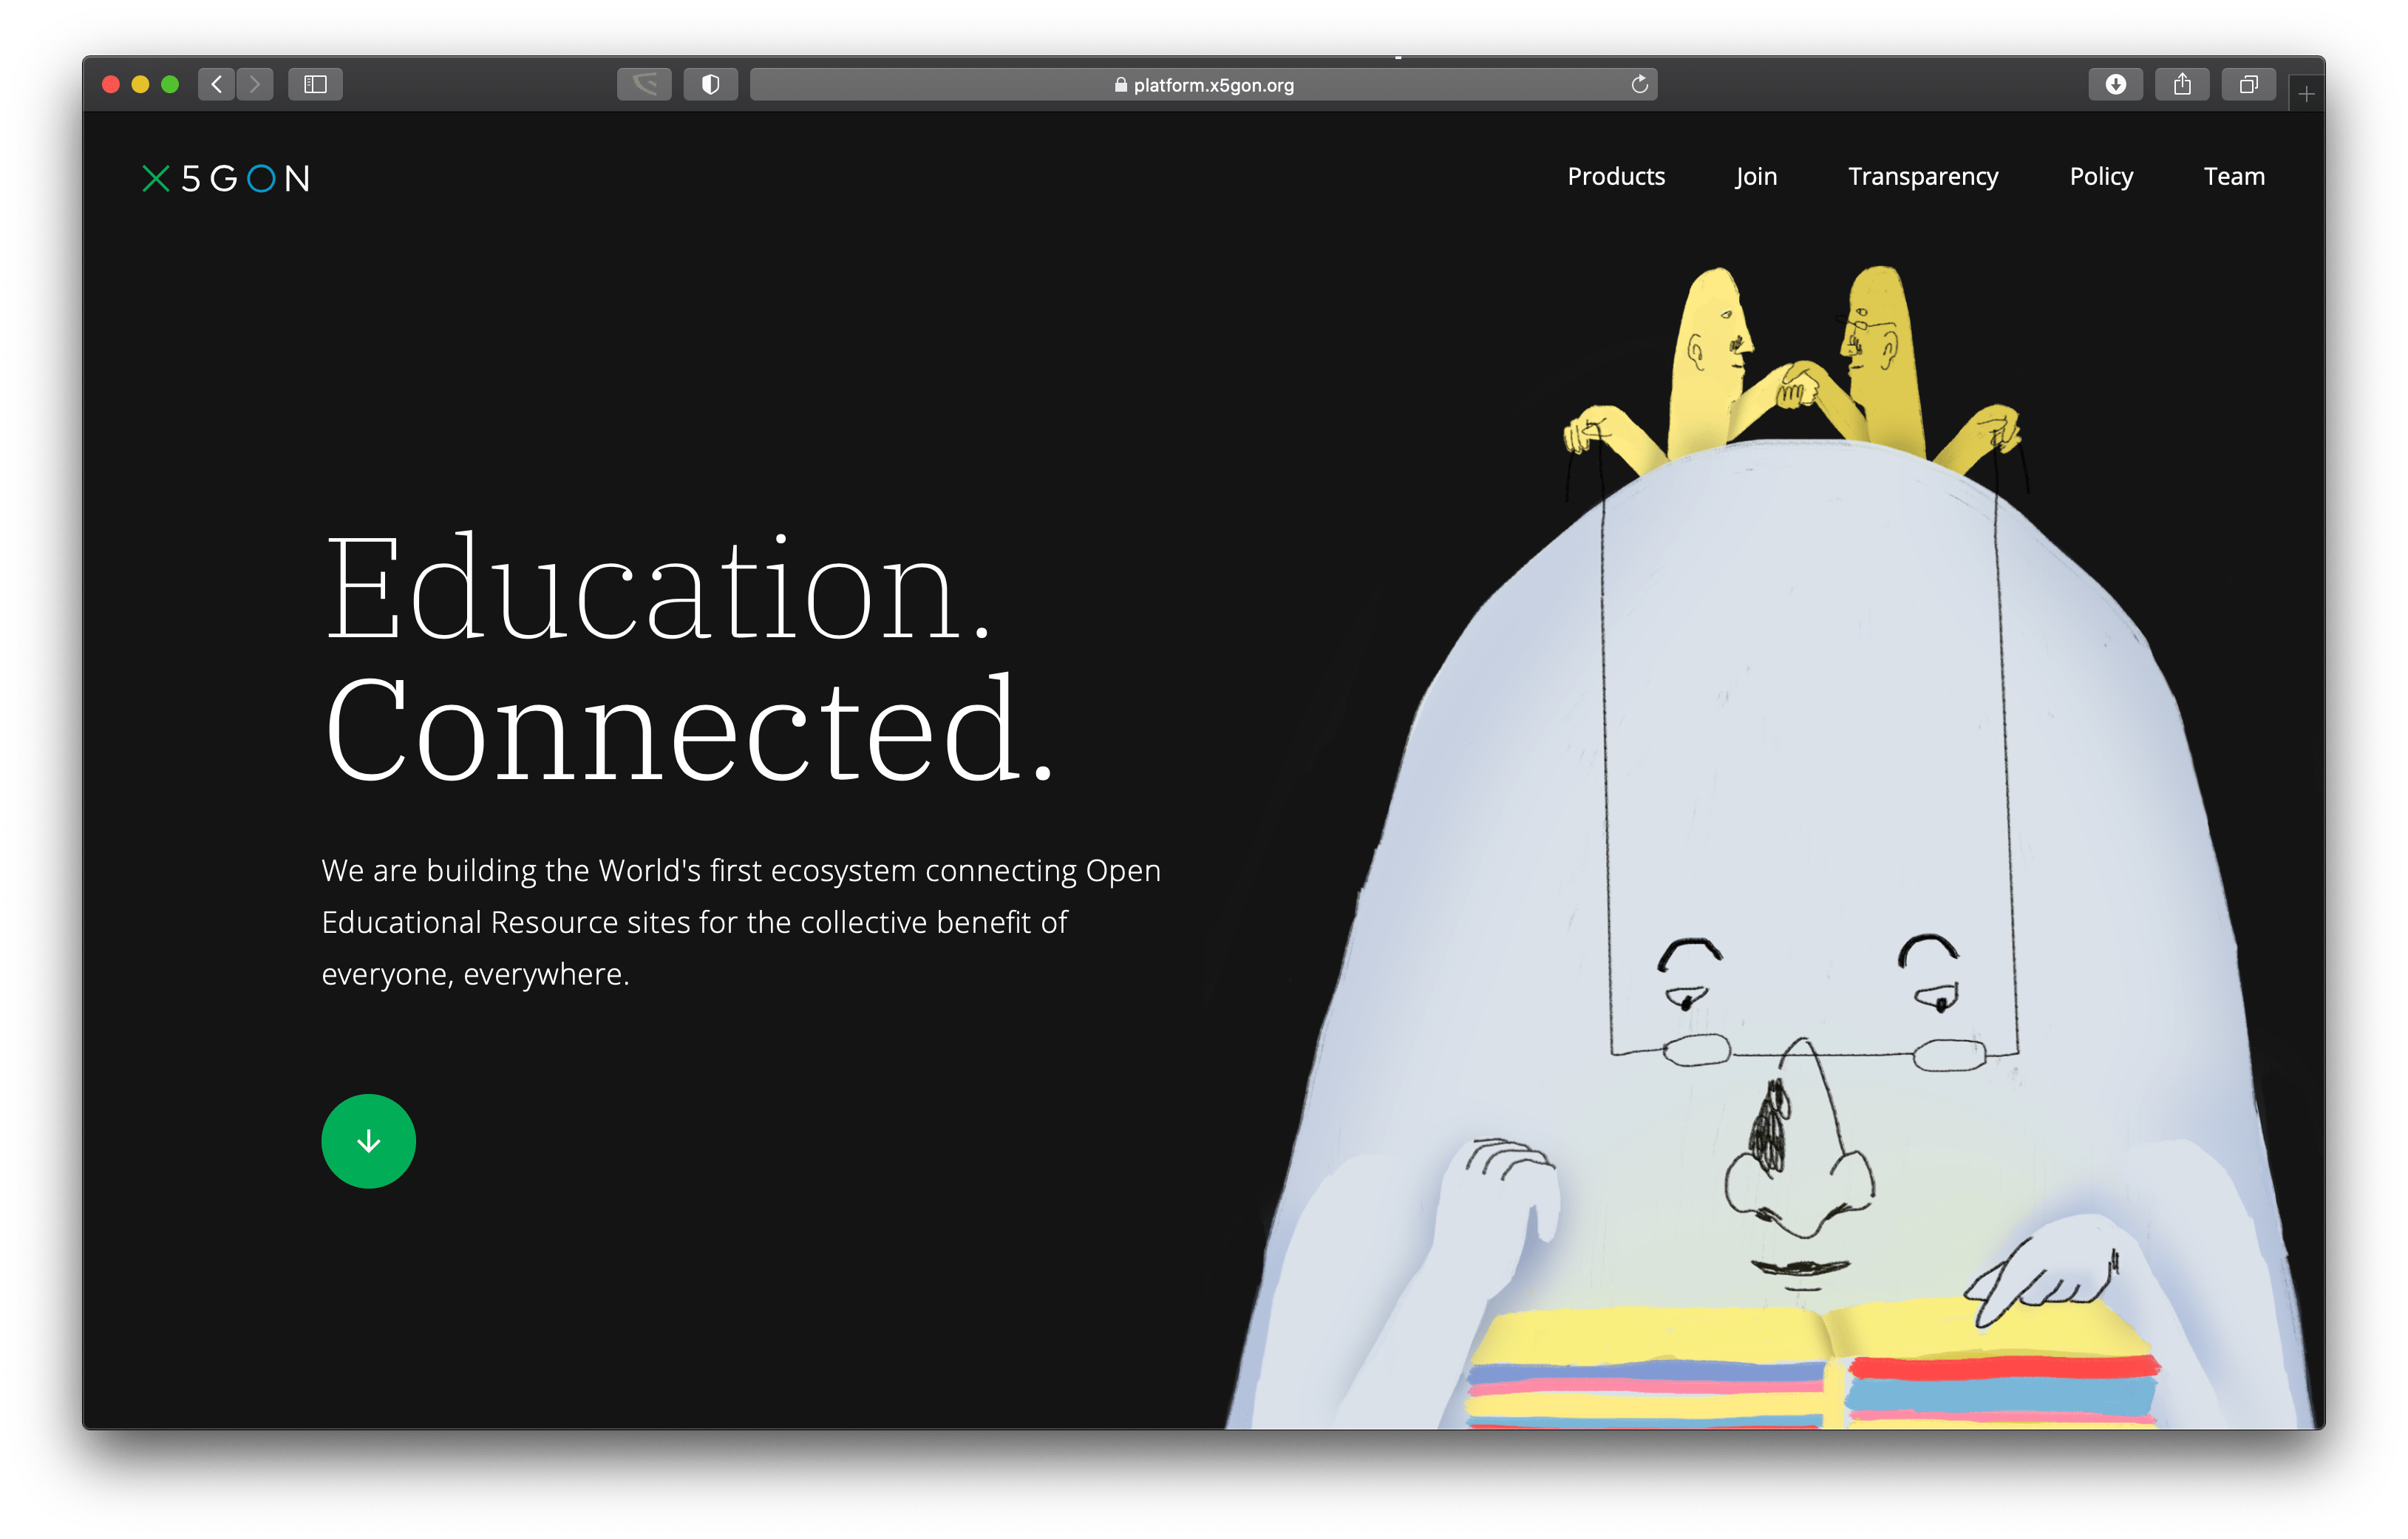 platform.x5gon.org
X5GON
Products Join Transparency Policy Team
Education.
Connected.
We are building the World's first ecosystem connecting Open
Educational Resource sites for the collective benefit of
everyone, everywhere.